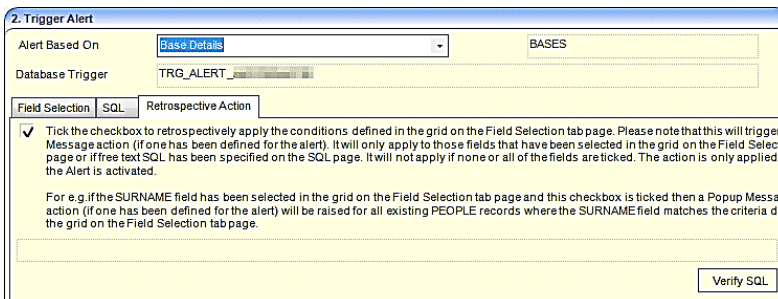 2. Trigger Alert
Alert Based On Base Details BASES
Database Trigger TRG_ALERT_
Field Selection SQL Retrospective Action
Tick the checkbox to retrospectively apply the conditions defined in the grid on the Field Selection tab page. Please note that this will trigger
Message action (if one has been defined for the alert). It will only apply to those fields that have been selected in the grid on the Field Selec
page or if free text SQL has been specified on the SQL page. It will not apply if none or all of the fields are ticked. The action is only applied
the Alert is activated.
For e.g. if the SURNAME field has been selected in the grid on the Field Selection tab page and this checkbox is ticked then a Popup Messa
action (if one has been defined for the alert) will be raised for all existing PEOPLE records where the SURNAME field matches the criteria d
the grid on the Field Selection tab page.
Verify SQL